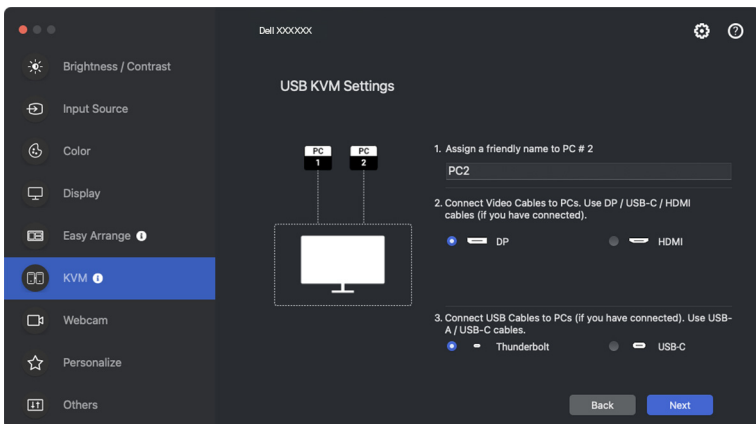 Dell XXXXXX
Brightness / Contrast
Input Source
Color
Display
Easy Arrange
KVM
Webcam
Personalize
Others
USB KVM Settings
PC
1
PC
2
1. Assign a friendly name to PC # 2
PC2
2. Connect Video Cables to PCs. Use DP / USB-C / HDMI
cables (if you have connected).
DP
HDMI
3. Connect USB Cables to PCs (if you have connected). Use USB-
A / USB-C cables.
Thunderbolt
USB-C
Back
Next